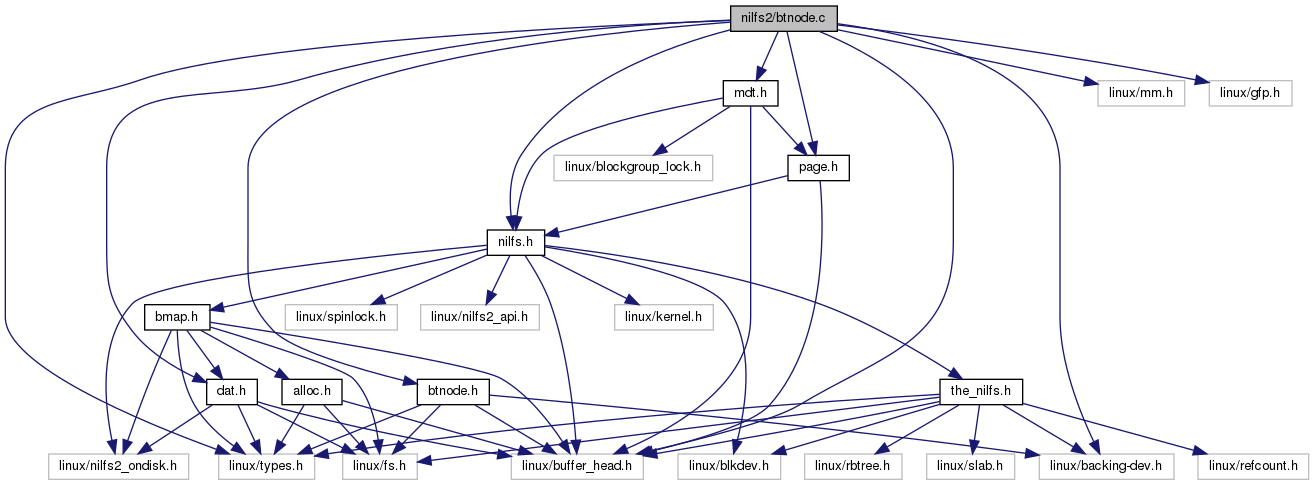 nilfs2/btnode.c
mdt.h
linux/mm.h
linux/gfp.h
linux/blockgroup_lock.h
page.h
nilfs.h
bmap.h
linux/spinlock.h
linux/nilfs2_api.h
linux/kernel.h
dat.h
alloc.h
btnode.h
the_nilfs.h
linux/nilfs2_ondisk.h
linux/types.h
linux/fs.h
linux/buffer_head.h
linux/blkdev.h
linux/rbtree.h
linux/slab.h
linux/backing-dev.h
linux/refcount.h